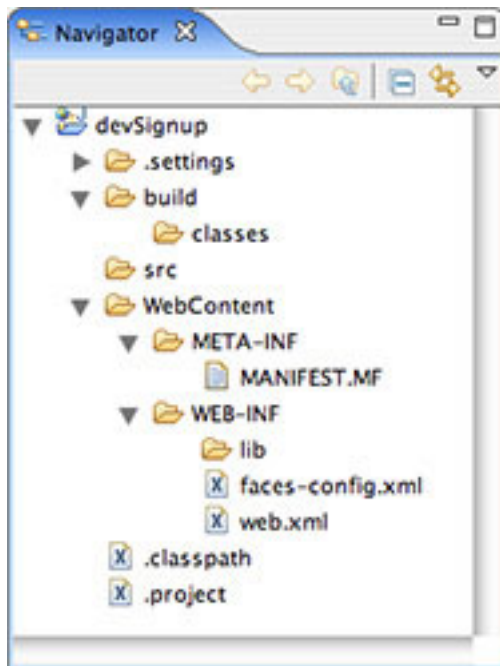 Navigator
devSignup
.settings
build
classes
src
WebContent
META-INF
MANIFEST.MF
WEB-INF
lib
faces-config.xml
web.xml
.classpath
.project